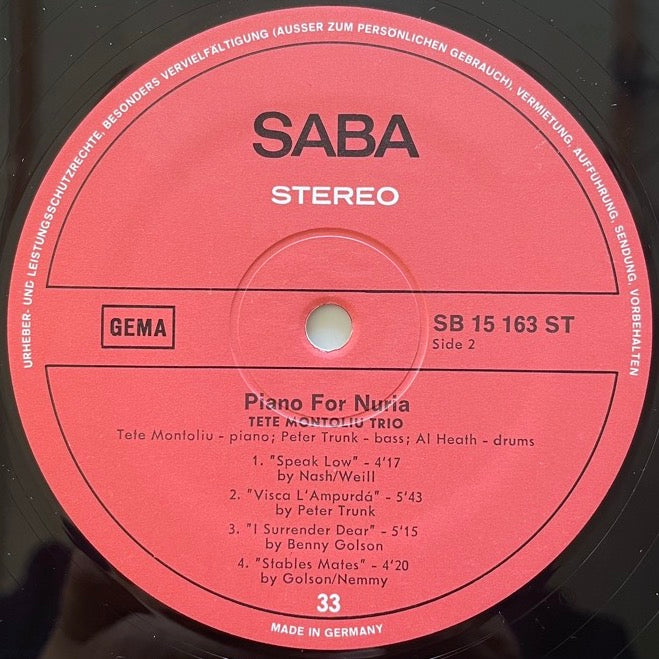 URHEBER- UND LEISTUNGSSCHUTZRECHTE, BESONDERS VERVIELFÄLTIGUNG (AUSSER ZUM PERSÖNLICHEN GEBRAUCH), VERMIETUNG, AUFFÜHRUNG, SENDUNG, VORBEHALTEN
SABA
STEREO
GEMA
SB 15 163 ST
Side 2
Piano For Nuria
TETE MONTOLIU TRIO
Tete Montoliu - piano; Peter Trunk - bass; Al Heath - drums
1. "Speak Low" - 4'17
by Nash/Weill
2. "Visca L'Ampurdá" - 5'43
by Peter Trunk
3. "I Surrender Dear" - 5'15
by Benny Golson
4. "Stables Mates" - 4'20
by Golson/Nemmy
33
MADE IN GERMANY